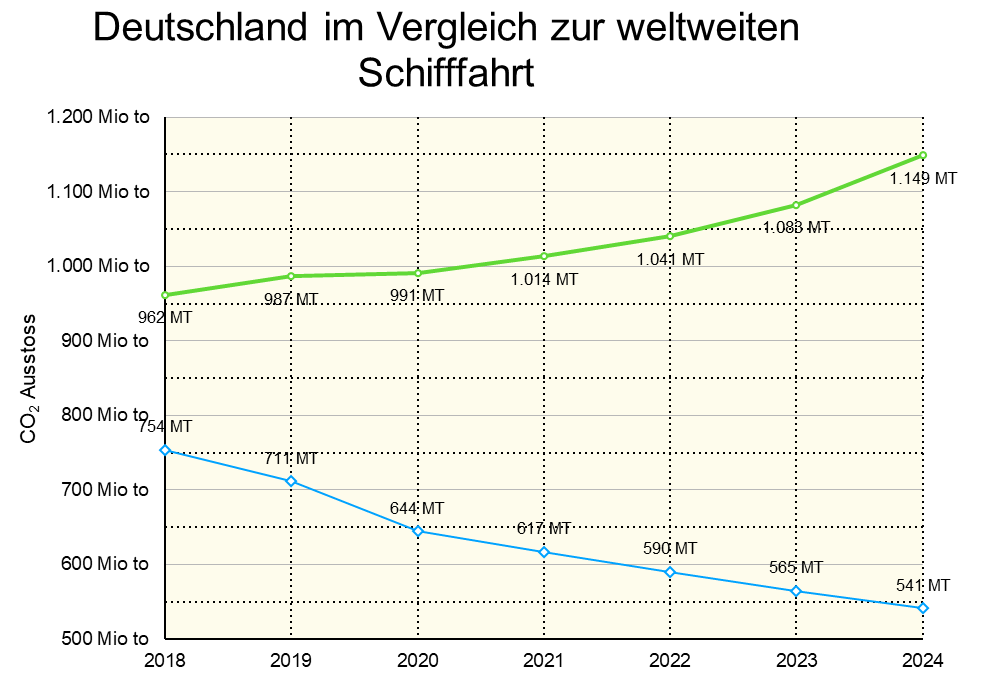 Deutschland im Vergleich zur weltweiten
Schifffahrt
CO₂ Ausstoss
1.200 Mio to
1.100 Mio to
1.000 Mio to
900 Mio to
800 Mio to
700 Mio to
600 Mio to
500 Mio to
962 MT
987 MT
991 MT
1.014 MT
1.041 MT
1.083 MT
1.149 MT
754 MT
711 MT
644 MT
617 MT
590 MT
565 MT
541 MT
2018 2019 2020 2021 2022 2023 2024